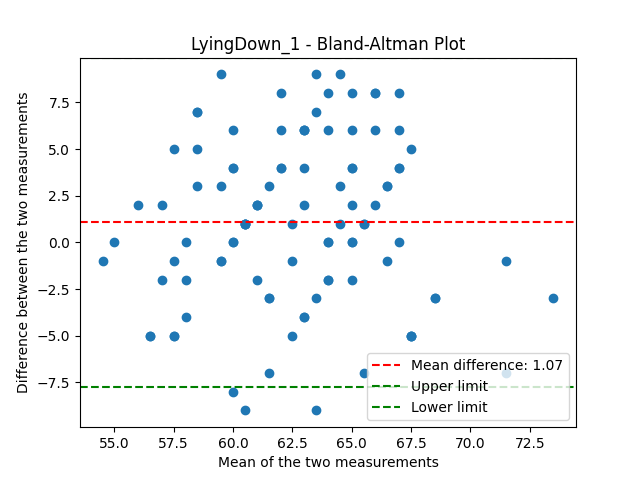 LyingDown_1 - Bland-Altman Plot
Difference between the two measurements
7.5
5.0
2.5
0.0
−2.5
−5.0
−7.5
Mean difference: 1.07
Upper limit
Lower limit
55.0 57.5 60.0 62.5 65.0 67.5 70.0 72.5
Mean of the two measurements